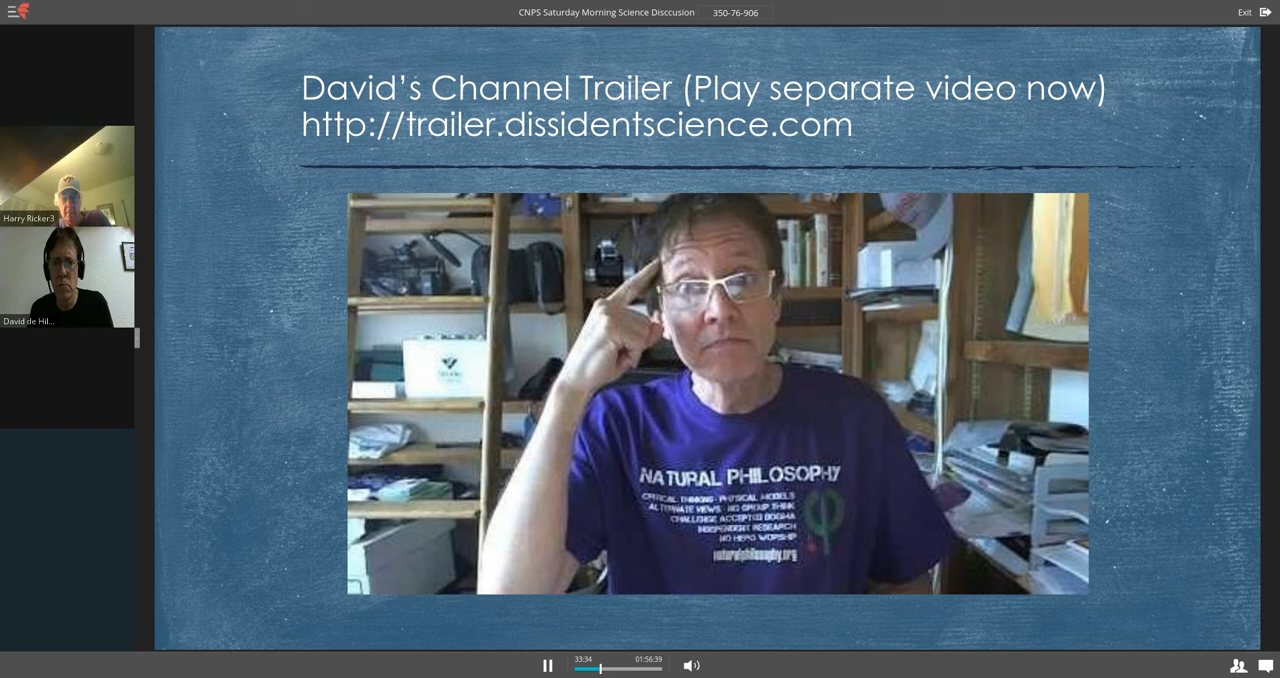 CNPS Saturday Morning Science Disccusion
350-76-906
Exit
David's Channel Trailer (Play separate video now)
http://trailer.dissidentscience.com
Harry Ricker3
David de Hil...
NATURAL PHILOSOPHY
CRITICAL THINKING · PHYSICAL MODELS
ALTERNATE VIEWS · NO GROUP THINK
CHALLENGE ACCEPTED DOGMA
INDEPENDENT RESEARCH
NO HERO WORSHIP
naturalphilosophy.org
33:34
01:56:39